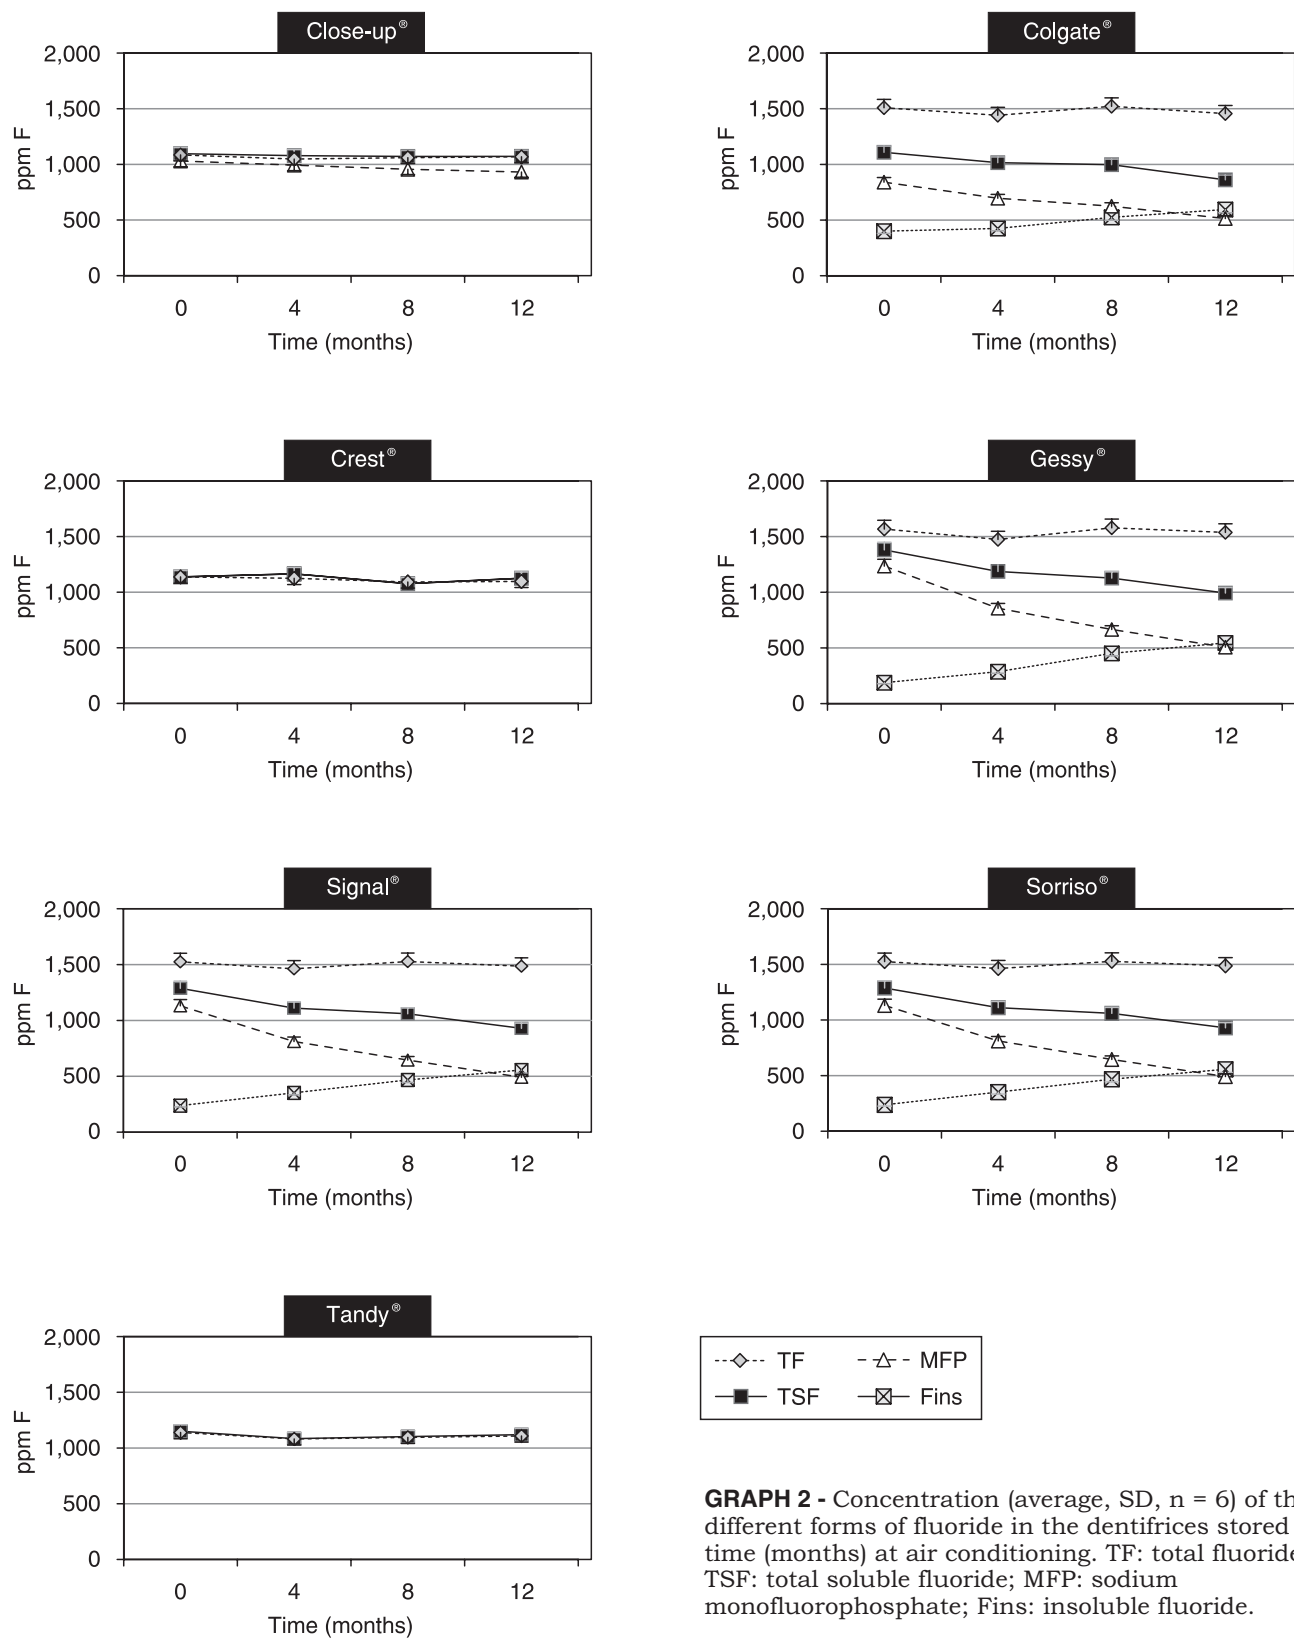 Close-up®
2,000
1,500
1,000
500
0
ppm F
0 4 8 12
Time (months)
Colgate®
2,000
1,500
1,000
500
0
ppm F
0 4 8 12
Time (months)
Crest®
2,000
1,500
1,000
500
0
ppm F
0 4 8 12
Time (months)
Gessy®
2,000
1,500
1,000
500
0
ppm F
0 4 8 12
Time (months)
Signal®
2,000
1,500
1,000
500
0
ppm F
0 4 8 12
Time (months)
Sorriso®
2,000
1,500
1,000
500
0
ppm F
0 4 8 12
Time (months)
Tandy®
2,000
1,500
1,000
500
0
ppm F
0 4 8 12
Time (months)
TF MFP
TSF Fins
GRAPH 2 - Concentration (average, SD, n = 6) of th
different forms of fluoride in the dentifrices stored
time (months) at air conditioning. TF: total fluoride
TSF: total soluble fluoride; MFP: sodium
monofluorophosphate; Fins: insoluble fluoride.